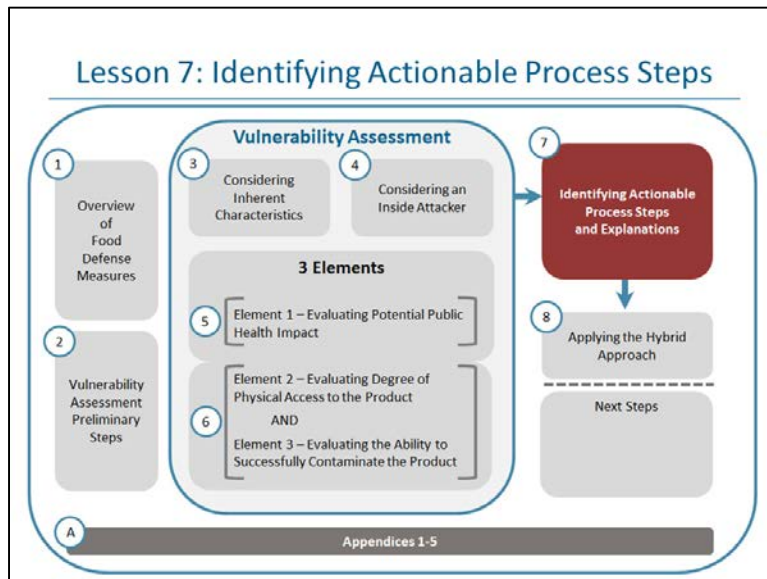 Lesson 7: Identifying Actionable Process Steps
Vulnerability Assessment
1
Overview
of
Food
Defense
Measures
2
Vulnerability
Assessment
Preliminary
Steps
3
Considering
Inherent
Characteristics
4
Considering an
Inside Attacker
3 Elements
5
Element 1 – Evaluating Potential Public
Health Impact
6
Element 2 – Evaluating Degree of
Physical Access to the Product
AND
Element 3 – Evaluating the Ability to
Successfully Contaminate the Product
7
Identifying Actionable
Process Steps
and Explanations
8
Applying the Hybrid
Approach
Next Steps
A
Appendices 1-5